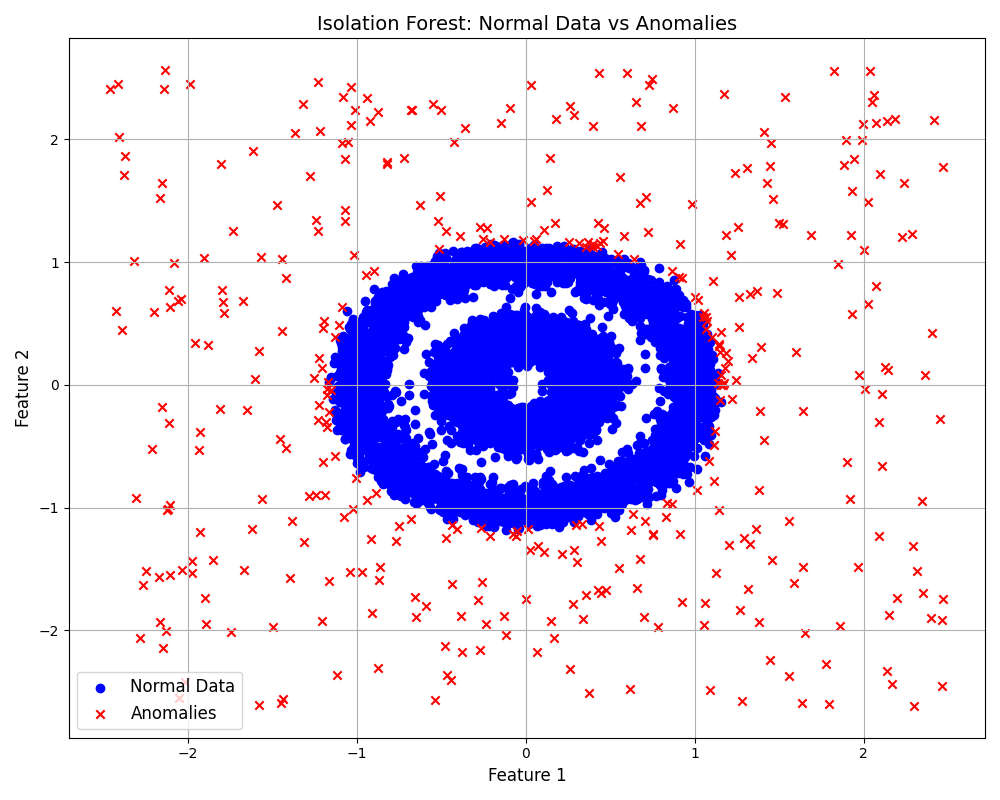 Isolation Forest: Normal Data vs Anomalies
Feature 2
2
1
0
−1
−2
Normal Data
Anomalies
−2
−1
0
1
2
Feature 1